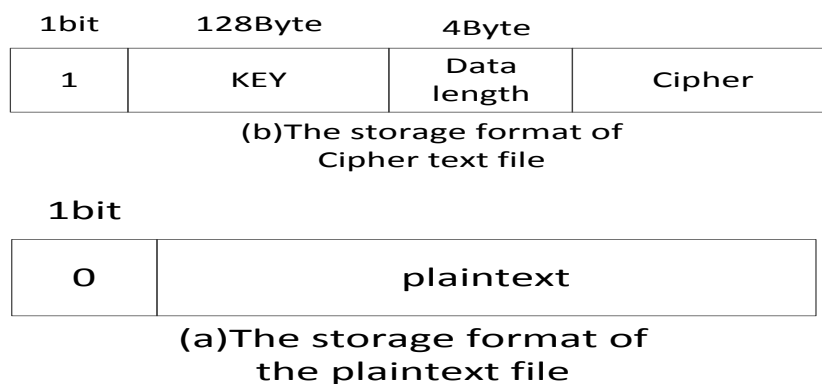 1bit 128Byte 4Byte
1 KEY Data length Cipher
(b)The storage format of
Cipher text file
1bit
0 plaintext
(a)The storage format of
the plaintext file